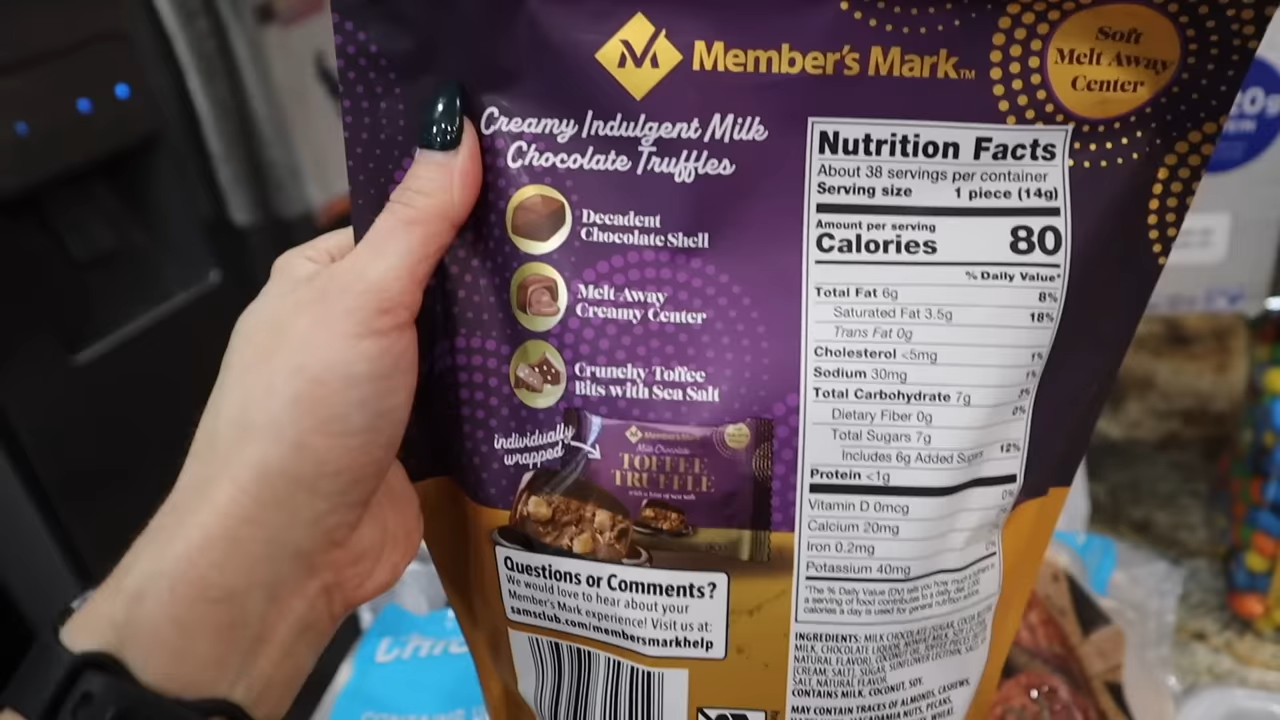 Member's Mark™
Soft
Melt Away
Center
Creamy Indulgent Milk
Chocolate Truffles
Decadent
Chocolate Shell
Melt Away
Creamy Center
Crunchy Toffee
Bits with Sea Salt
individually
wrapped
Member's Mark
Milk Chocolate
TOFFEE
TRUFFLE
with a hint of sea salt
Questions or Comments?
We would love to hear about your
Member's Mark experience! Visit us at:
samsclub.com/membersmarkhelp
Nutrition Facts
About 38 servings per container
Serving size 1 piece (14g)
Amount per serving
Calories 80
% Daily Value*
Total Fat 6g 8%
Saturated Fat 3.5g 18%
Trans Fat 0g
Cholesterol <5mg 1%
Sodium 30mg 1%
Total Carbohydrate 7g 3%
Dietary Fiber 0g 0%
Total Sugars 7g
Includes 6g Added Sugars 12%
Protein <1g
Vitamin D 0mcg 0%
Calcium 20mg
Iron 0.2mg 0%
Potassium 40mg
*The % Daily Value (DV) tells you how much a nutrient in
a serving of food contributes to a daily diet. 2,000
calories a day is used for general nutrition advice.
INGREDIENTS: MILK CHOCOLATE (SUGAR, COCOA
MILK, CHOCOLATE LIQUOR, NONFAT MILK, SOY LECITHIN,
NATURAL FLAVOR), COCONUT OIL, TOFFEE PIECES
(CREAM, SALT), SUGAR, SUNFLOWER LECITHIN,
SALT, NATURAL FLAVOR.
CONTAINS MILK, COCONUT, SOY.
MAY CONTAIN TRACES OF ALMONDS, CASHEWS,
MACADAMIA NUTS, PECANS,
WHEAT.